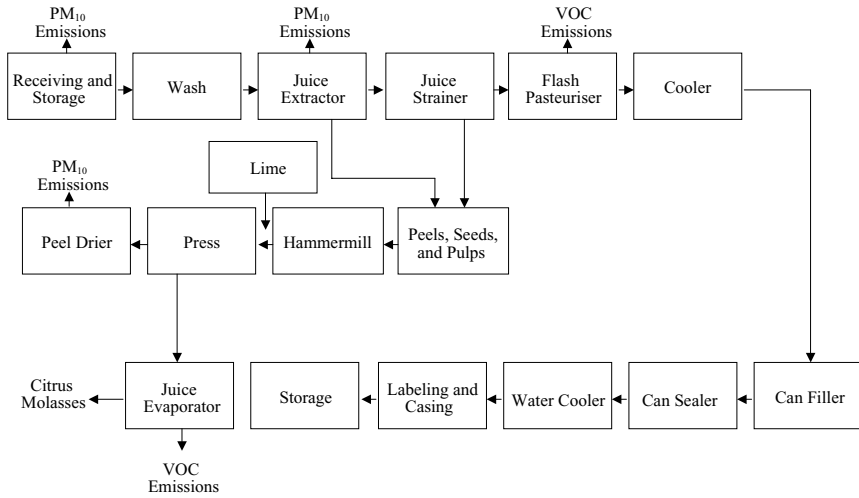 PM₁₀
Emissions
PM₁₀
Emissions
VOC
Emissions
Receiving and
Storage
Wash
Juice
Extractor
Juice
Strainer
Flash
Pasteuriser
Cooler
Lime
PM₁₀
Emissions
Peel Drier
Press
Hammermill
Peels, Seeds,
and Pulps
Citrus
Molasses
Juice
Evaporator
Storage
Labeling and
Casing
Water Cooler
Can Sealer
Can Filler
VOC
Emissions